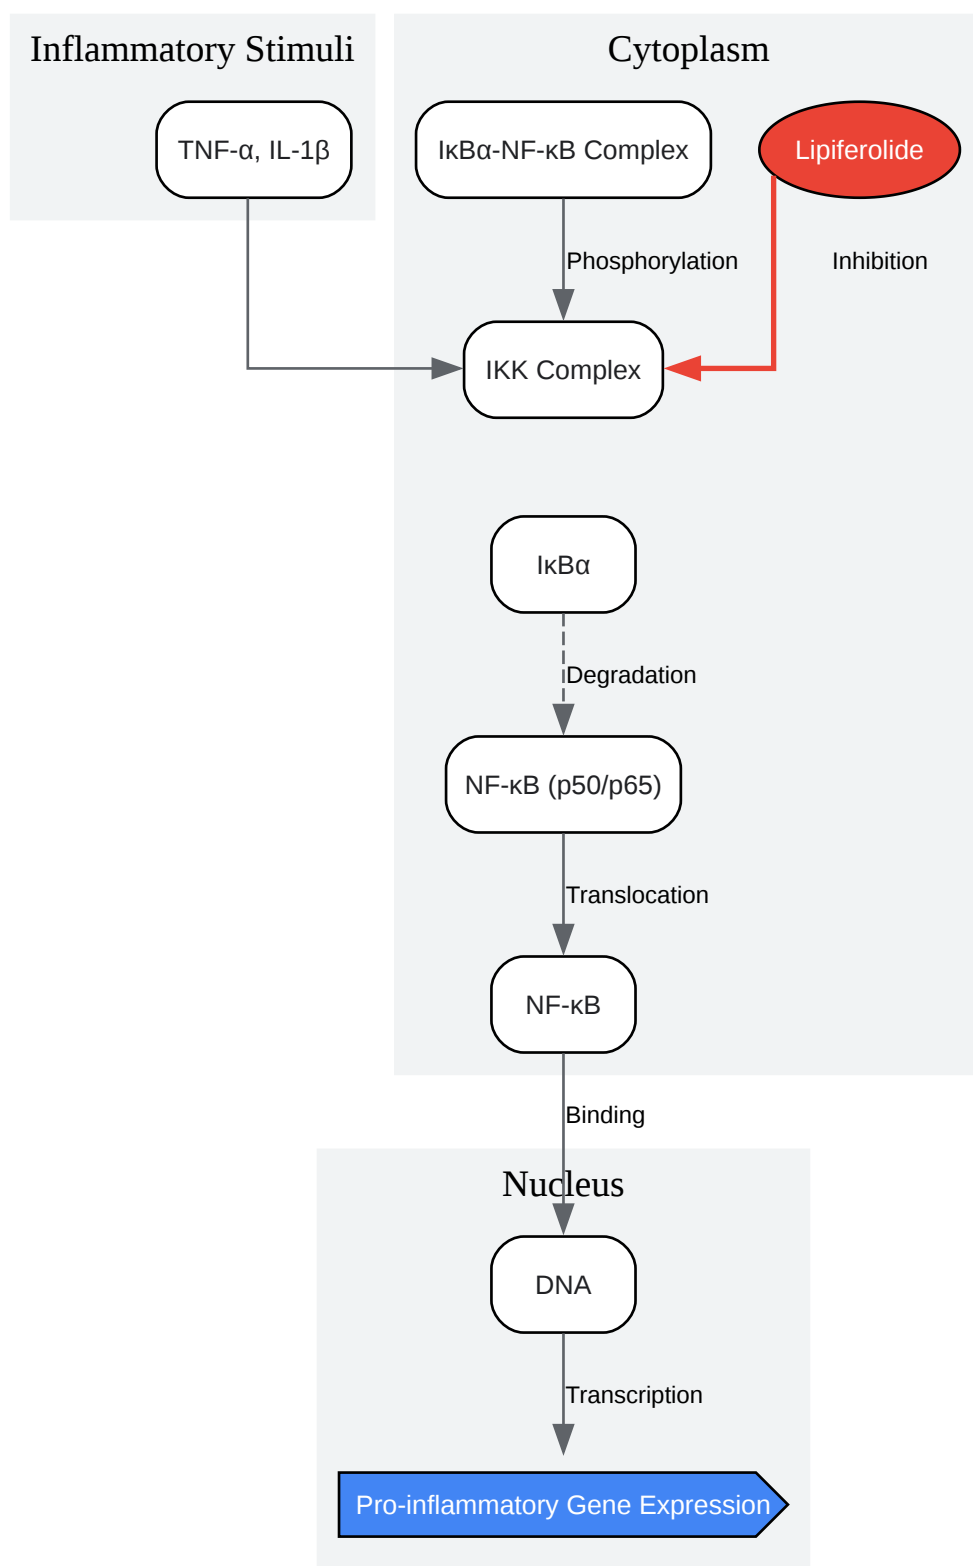 Inflammatory Stimuli
Cytoplasm
TNF-α, IL-1β
IκBα-NF-κB Complex
Lipiferolide
Phosphorylation
Inhibition
IKK Complex
IκBα
Degradation
NF-κB (p50/p65)
Translocation
NF-κB
Binding
Nucleus
DNA
Transcription
Pro-inflammatory Gene Expression